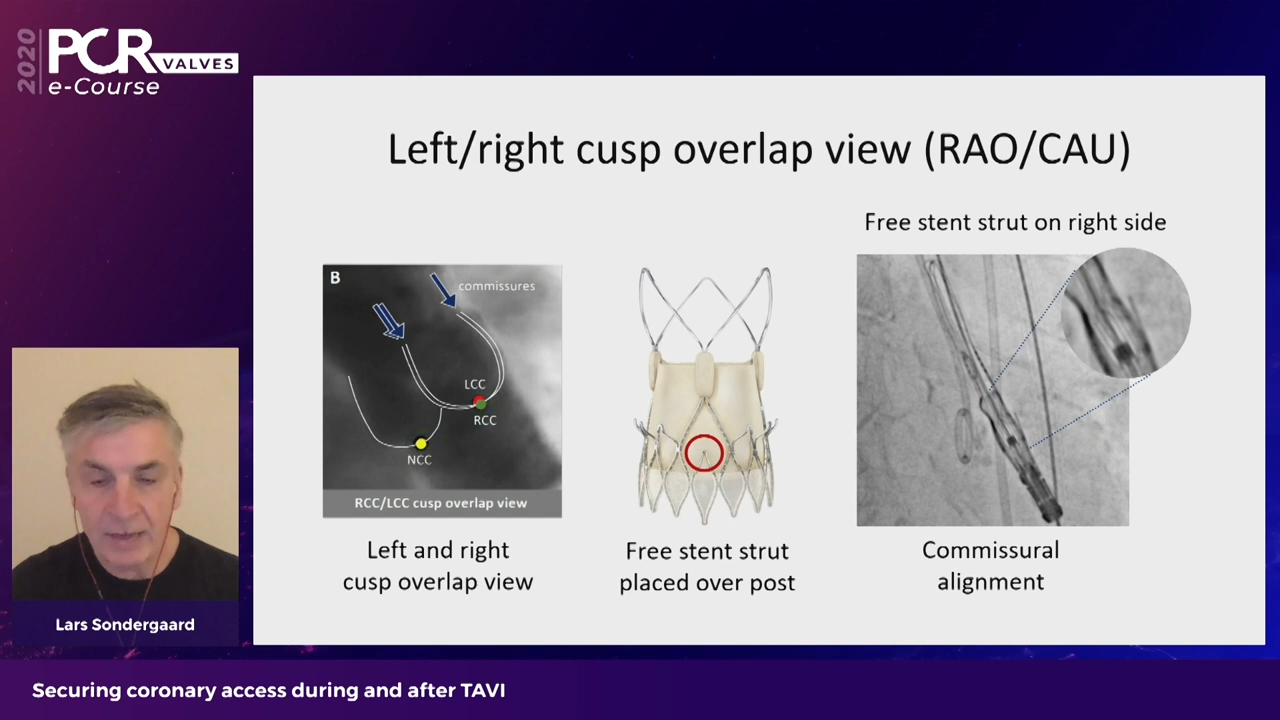 2020
PCR
VALVES
e-Course
Left/right cusp overlap view (RAO/CAU)
Free stent strut on right side
B
commissures
LCC
RCC
NCC
RCC/LCC cusp overlap view
Left and right
cusp overlap view
Free stent strut
placed over post
Commissural
alignment
Lars Sondergaard
Securing coronary access during and after TAVI